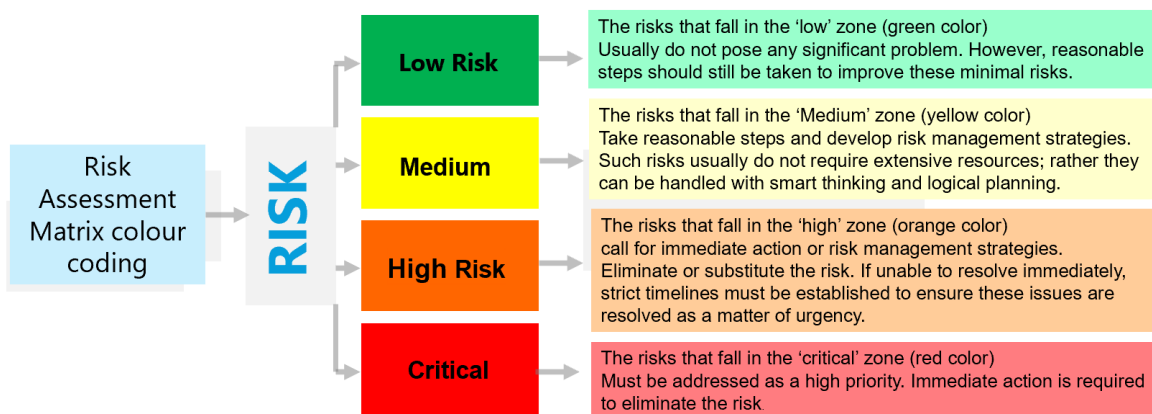 Risk
Assessment
Matrix colour
coding
RISK
Low Risk
The risks that fall in the ‘low’ zone (green color)
Usually do not pose any significant problem. However, reasonable
steps should still be taken to improve these minimal risks.
Medium
The risks that fall in the ‘Medium’ zone (yellow color)
Take reasonable steps and develop risk management strategies.
Such risks usually do not require extensive resources; rather they
can be handled with smart thinking and logical planning.
High Risk
The risks that fall in the ‘high’ zone (orange color)
call for immediate action or risk management strategies.
Eliminate or substitute the risk. If unable to resolve immediately,
strict timelines must be established to ensure these issues are
resolved as a matter of urgency.
Critical
The risks that fall in the ‘critical’ zone (red color)
Must be addressed as a high priority. Immediate action is required
to eliminate the risk